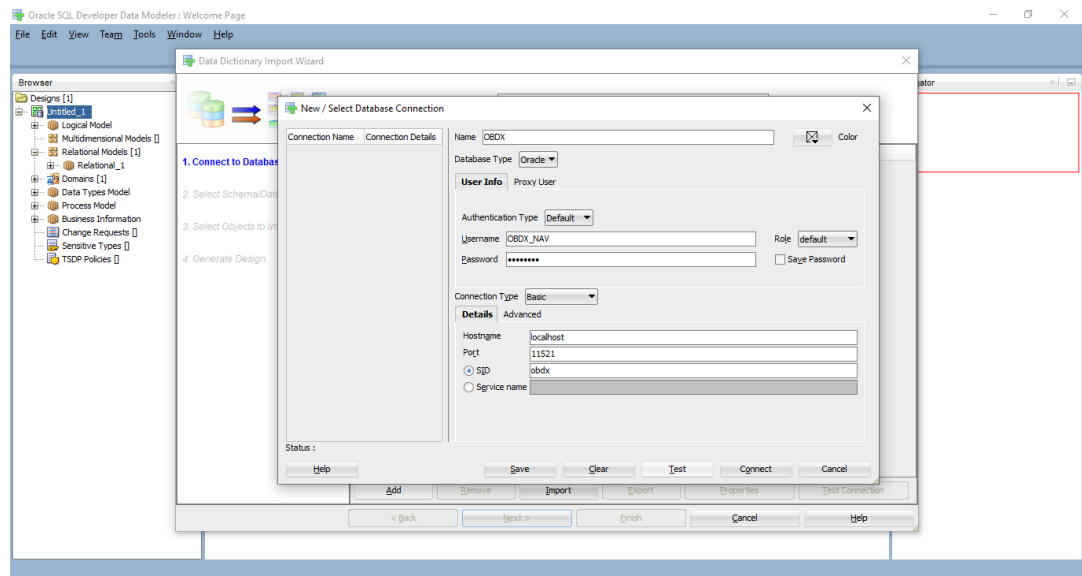 Oracle SQL Developer Data Modeler : Welcome Page
File Edit View Team Tools Window Help
Data Dictionary Import Wizard
Browser
Designs [1]
Untitled_1
Logical Model
Multidimensional Models []
Relational Models [1]
Relational_1
Domains [1]
Data Types Model
Process Model
Business Information
Change Requests []
Sensitive Types []
TSDP Policies []
1. Connect to Databas
2. Select Schema/Data
3. Select Objects to Im
4. Generate Design
New / Select Database Connection
Connection Name Connection Details
Name OBDX Color
Database Type Oracle
User Info Proxy User
Authentication Type Default
Username OBDX_NAV Role default
Password •••••••• Save Password
Connection Type Basic
Details Advanced
Hostname localhost
Port 11521
SID obdx
Service name
Status :
Help Save Clear Test Connect Cancel
Add Remove Import Export Properties Test Connection
< Back Next > Finish Cancel Help
ator